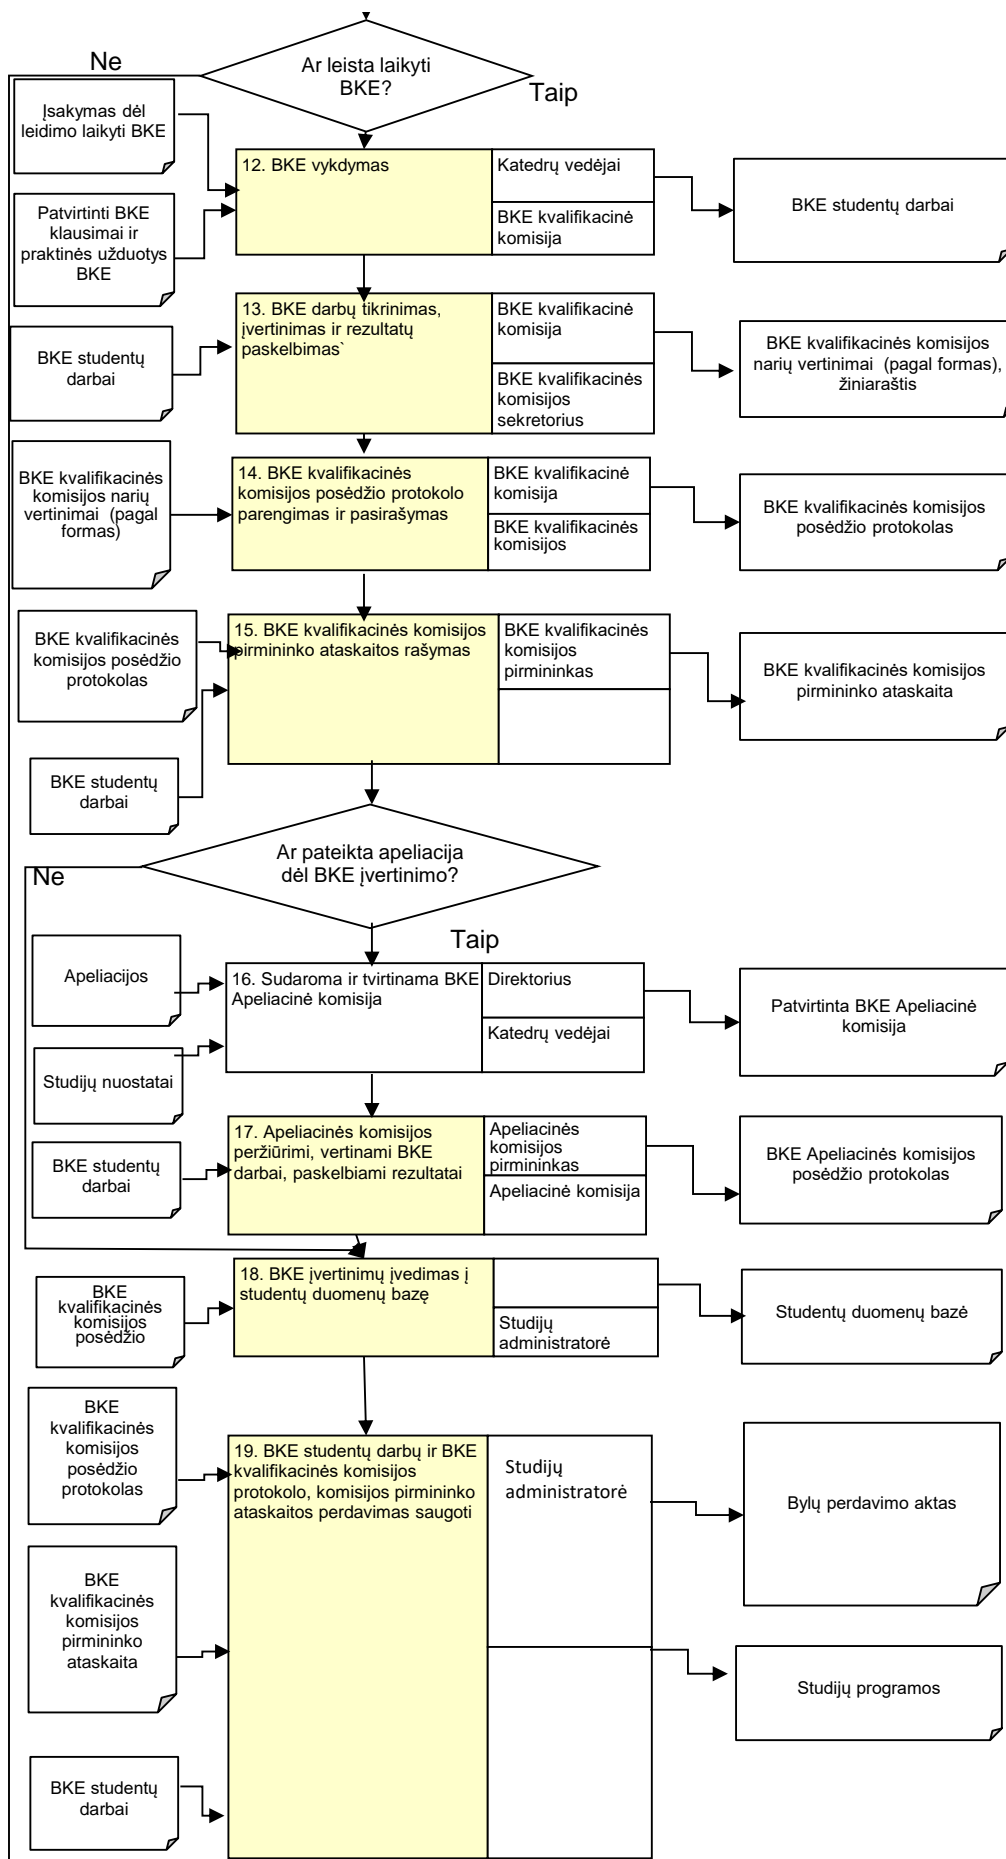 Ne
Ar leista laikyti
BKE?
Taip
Įsakymas dėl
leidimo laikyti BKE
12. BKE vykdymas
Katedrų vedėjai
BKE kvalifikacinė
komisija
BKE studentų darbai
Patvirtinti BKE
klausimai ir
praktinės užduotys
BKE
13. BKE darbų tikrinimas,
įvertinimas ir rezultatų
paskelbimas`
BKE kvalifikacinė
komisija
BKE kvalifikacinės
komisijos
sekretorius
BKE kvalifikacinės komisijos
narių vertinimai  (pagal formas),
žiniaraštis
BKE studentų
darbai
BKE kvalifikacinės
komisijos narių
vertinimai  (pagal
formas)
14. BKE kvalifikacinės
komisijos posėdžio protokolo
parengimas ir pasirašymas
BKE kvalifikacinė
komisija
BKE kvalifikacinės
komisijos
BKE kvalifikacinės komisijos
posėdžio protokolas
BKE kvalifikacinės
komisijos posėdžio
protokolas
15. BKE kvalifikacinės komisijos
pirmininko ataskaitos rašymas
BKE kvalifikacinės
komisijos
pirmininkas
BKE kvalifikacinės komisijos
pirmininko ataskaita
BKE studentų
darbai
Ar pateikta apeliacija
dėl BKE įvertinimo?
Ne
Taip
Apeliacijos
16. Sudaroma ir tvirtinama BKE
Apeliacinė komisija
Direktorius
Katedrų vedėjai
Patvirtinta BKE Apeliacinė
komisija
Studijų nuostatai
BKE studentų
darbai
17. Apeliacinės komisijos
peržiūrimi, vertinami BKE
darbai, paskelbiami rezultatai
Apeliacinės
komisijos
pirmininkas
Apeliacinė komisija
BKE Apeliacinės komisijos
posėdžio protokolas
BKE
kvalifikacinės
komisijos
posėdžio
18. BKE įvertinimų įvedimas į
studentų duomenų bazę
Studijų
administratorė
Studentų duomenų bazė
BKE
kvalifikacinės
komisijos
posėdžio
protokolas
19. BKE studentų darbų ir BKE
kvalifikacinės komisijos
protokolo, komisijos pirmininko
ataskaitos perdavimas saugoti
Studijų
administratorė
Bylų perdavimo aktas
BKE
kvalifikacinės
komisijos
pirmininko
ataskaita
Studijų programos
BKE studentų
darbai